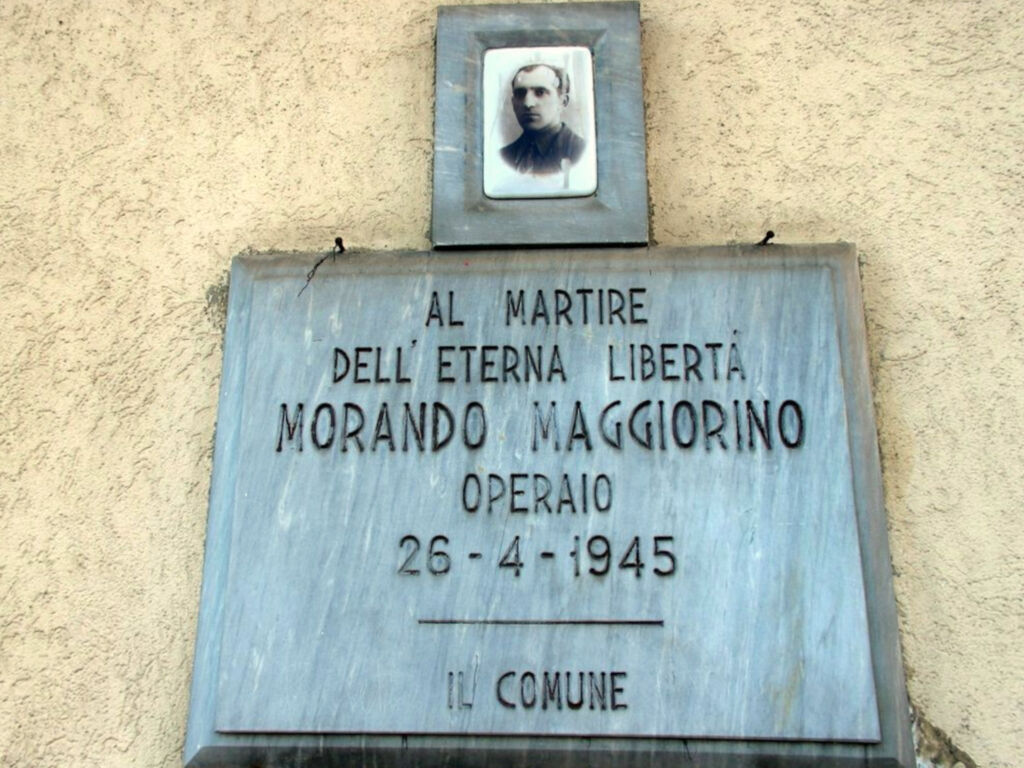 AL MARTIRE
DELL' ETERNA LIBERTÀ
MORANDO MAGGIORINO
OPERAIO
26-4-1945
IL COMUNE